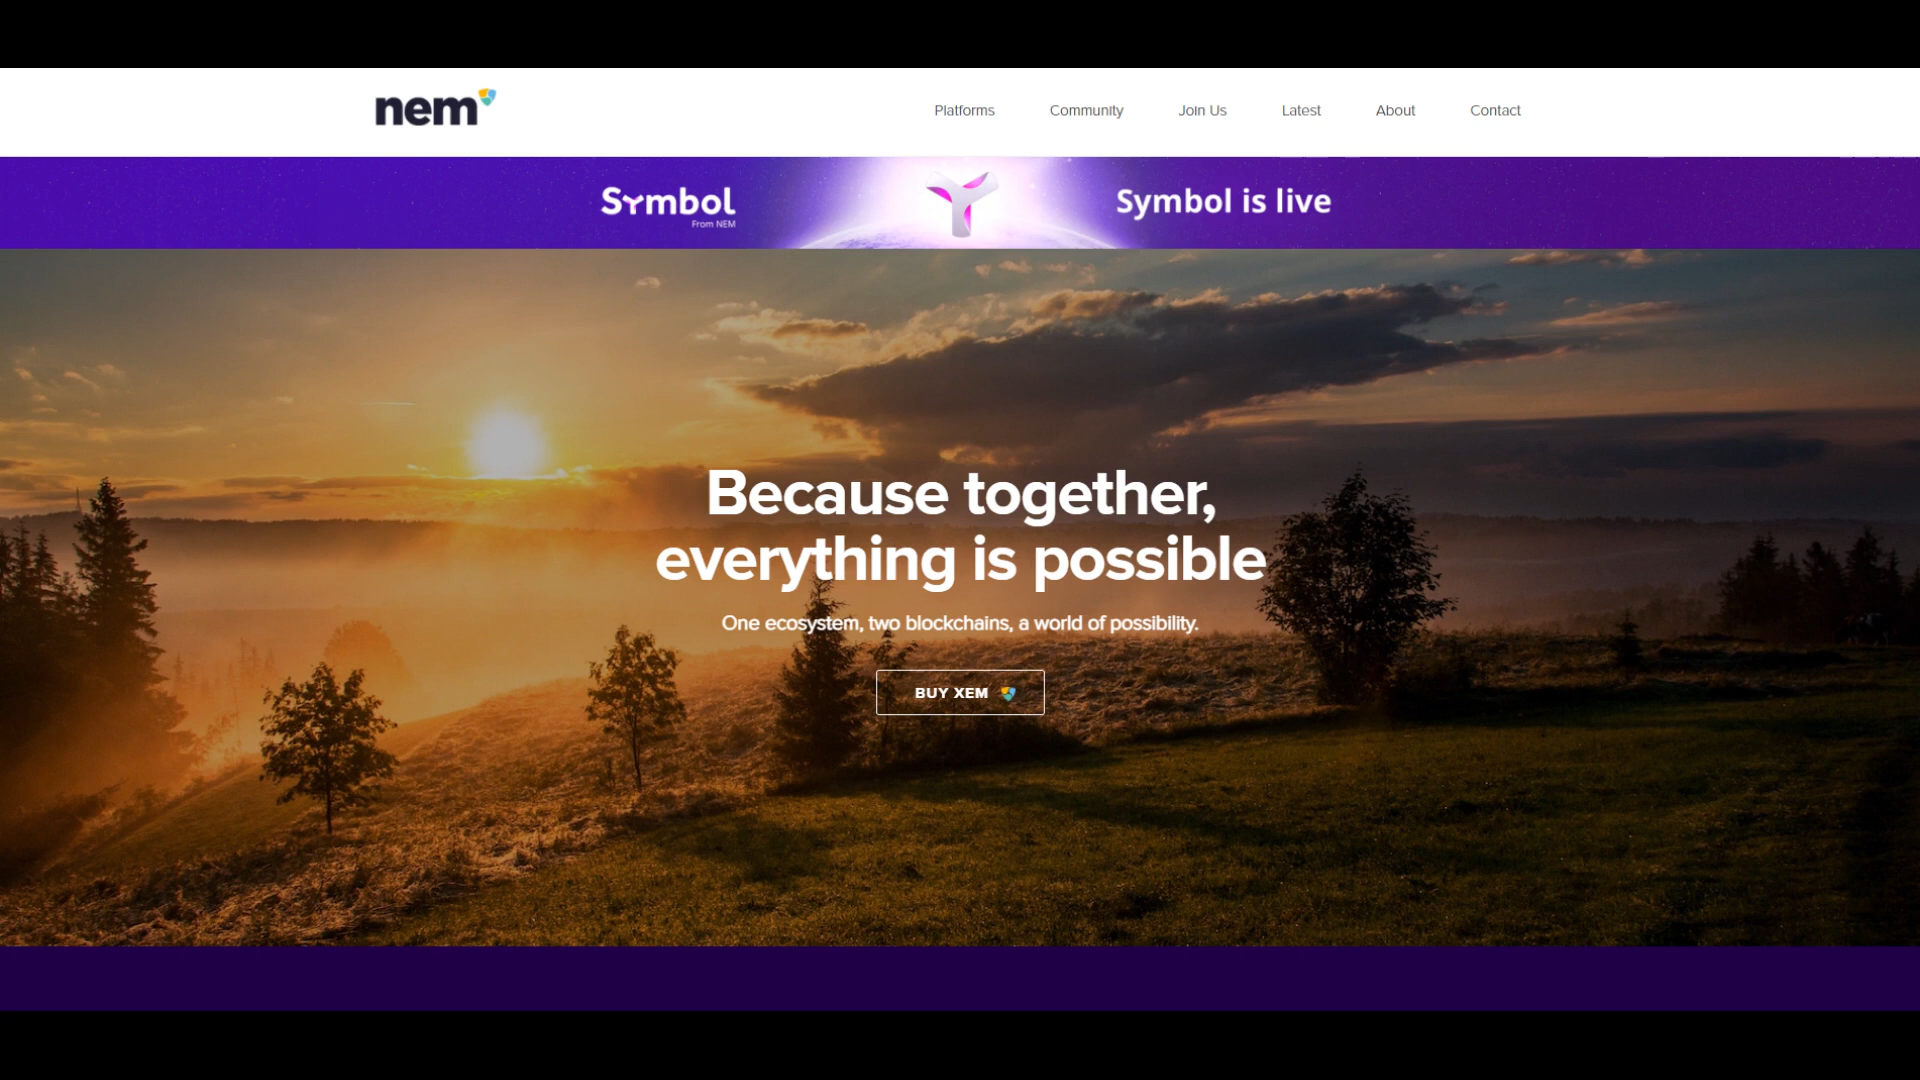 nem
Platforms
Community
Join Us
Latest
About
Contact
Symbol
From NEM
Symbol is live
Because together,
everything is possible
One ecosystem, two blockchains, a world of possibility.
BUY XEM